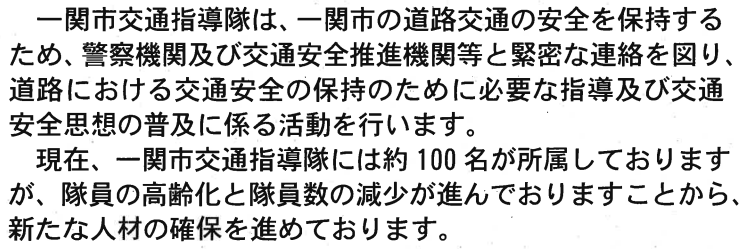 一関市交通指導隊は、一関市の道路交通の安全を保持する
ため、警察機関及び交通安全推進機関等と緊密な連絡を図り、
道路における交通安全の保持のために必要な指導及び交通
安全思想の普及に係る活動を行います。
現在、一関市交通指導隊には約 100 名が所属しております
が、隊員の高齢化と隊員数の減少が進んでおりますことから、
新たな人材の確保を進めております。